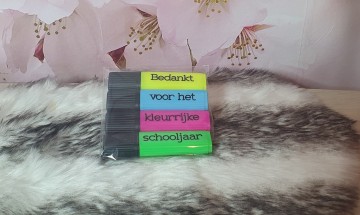 Bedankt
voor het
kleurrijke
schooljaar